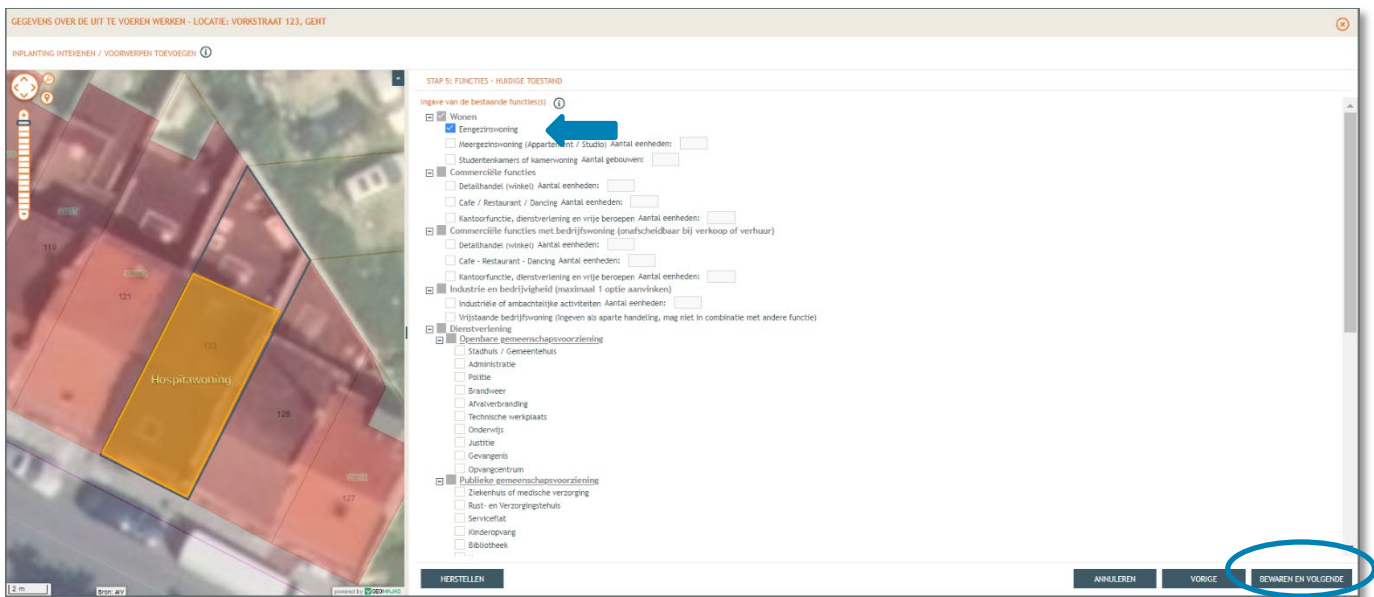 GEGEVENS OVER DE UIT TE VOEREN WERKEN - LOCATIE: VORKSTRAAT 123, GENT
INPLANTING INTEKENEN / VOORWERPEN TOEVOEGEN
STAP 5: FUNCTIES - HUIDIGE TOESTAND
Ingave van de bestaande functies(s)
Wonen
Eengezinswoning
Meergezinswoning (Appartement / Studio) Aantal eenheden:
Studentenkamers of kamerwoning Aantal gebouwen:
Commerciële functies
Detailhandel (winkel) Aantal eenheden:
Cafe / Restaurant / Dancing Aantal eenheden:
Kantoorfunctie, dienstverlening en vrije beroepen Aantal eenheden:
Commerciële functies met bedrijfswoning (onafscheidbaar bij verkoop of verhuur)
Detailhandel (winkel) Aantal eenheden:
Cafe - Restaurant - Dancing Aantal eenheden:
Kantoorfunctie, dienstverlening en vrije beroepen Aantal eenheden:
Industrie en bedrijvigheid (maximaal 1 optie aanvinken)
Industriële of ambachtelijke activiteiten Aantal eenheden:
Vrijstaande bedrijfswoning (Ingeven als aparte handeling, mag niet in combinatie met andere functie)
Dienstverlening
Openbare gemeenschapsvoorziening
Stadhuis / Gemeentehuis
Administratie
Politie
Brandweer
Afvalverbranding
Technische werkplaats
Onderwijs
Justitie
Gevangenis
Opvangcentrum
Publieke gemeenschapsvoorziening
Ziekenhuis of medische verzorging
Rust- en Verzorgingstehuis
Serviceflat
Kinderopvang
Bibliotheek
119
121
123
Hospitawoning
125
127
2 m
Bron: AIV
powered by GEOMAJAS
HERSTELLEN
ANNULEREN
VORIGE
BEWAREN EN VOLGENDE